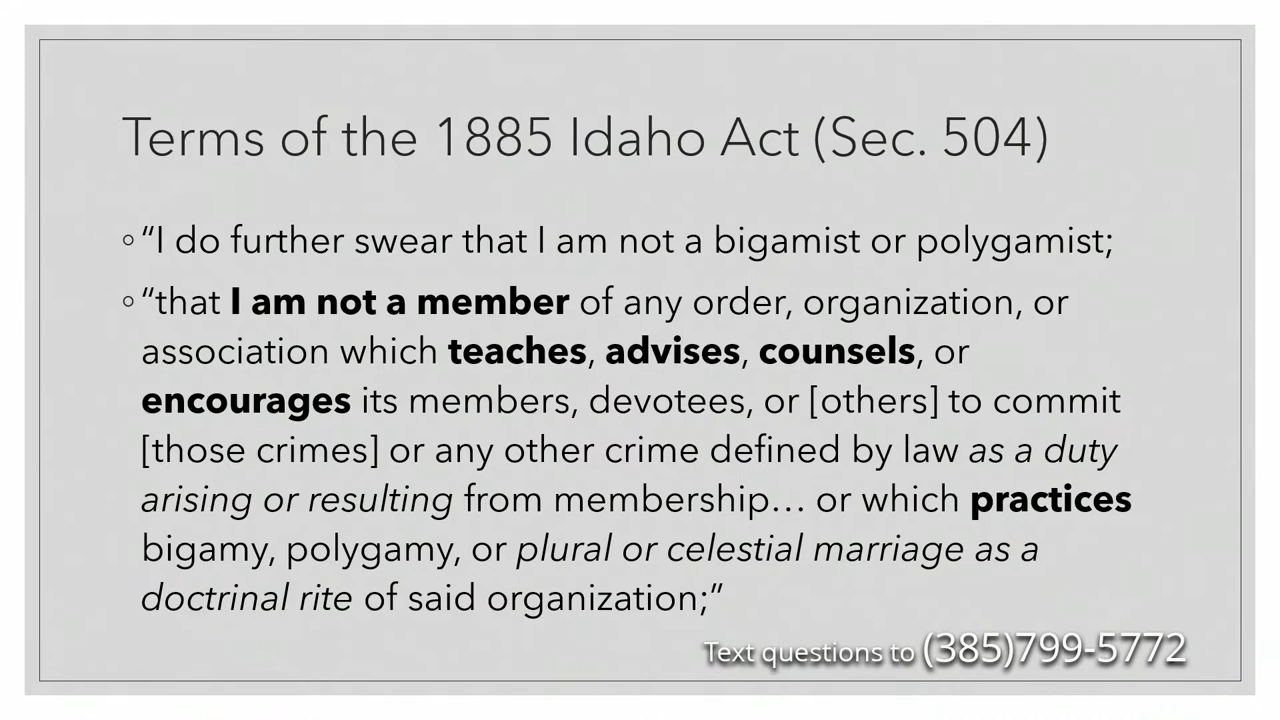 Terms of the 1885 Idaho Act (Sec. 504)
◦“I do further swear that I am not a bigamist or polygamist;
◦“that I am not a member of any order, organization, or
association which teaches, advises, counsels, or
encourages its members, devotees, or [others] to commit
[those crimes] or any other crime defined by law as a duty
arising or resulting from membership… or which practices
bigamy, polygamy, or plural or celestial marriage as a
doctrinal rite of said organization;”
Text questions to (385)799-5772